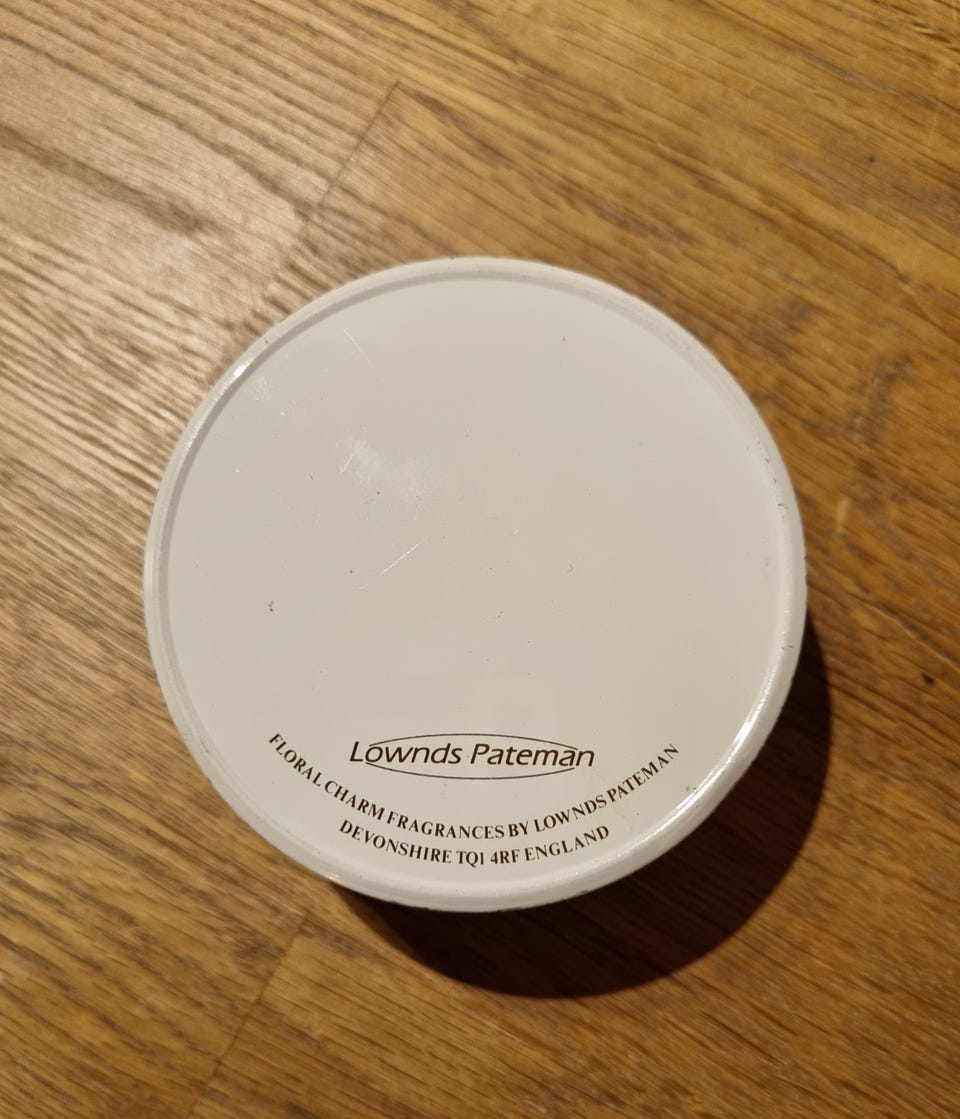 Lownds Pateman
FLORAL CHARM FRAGRANCES BY LOWNDS PATEMAN
DEVONSHIRE TQ1 4RF ENGLAND